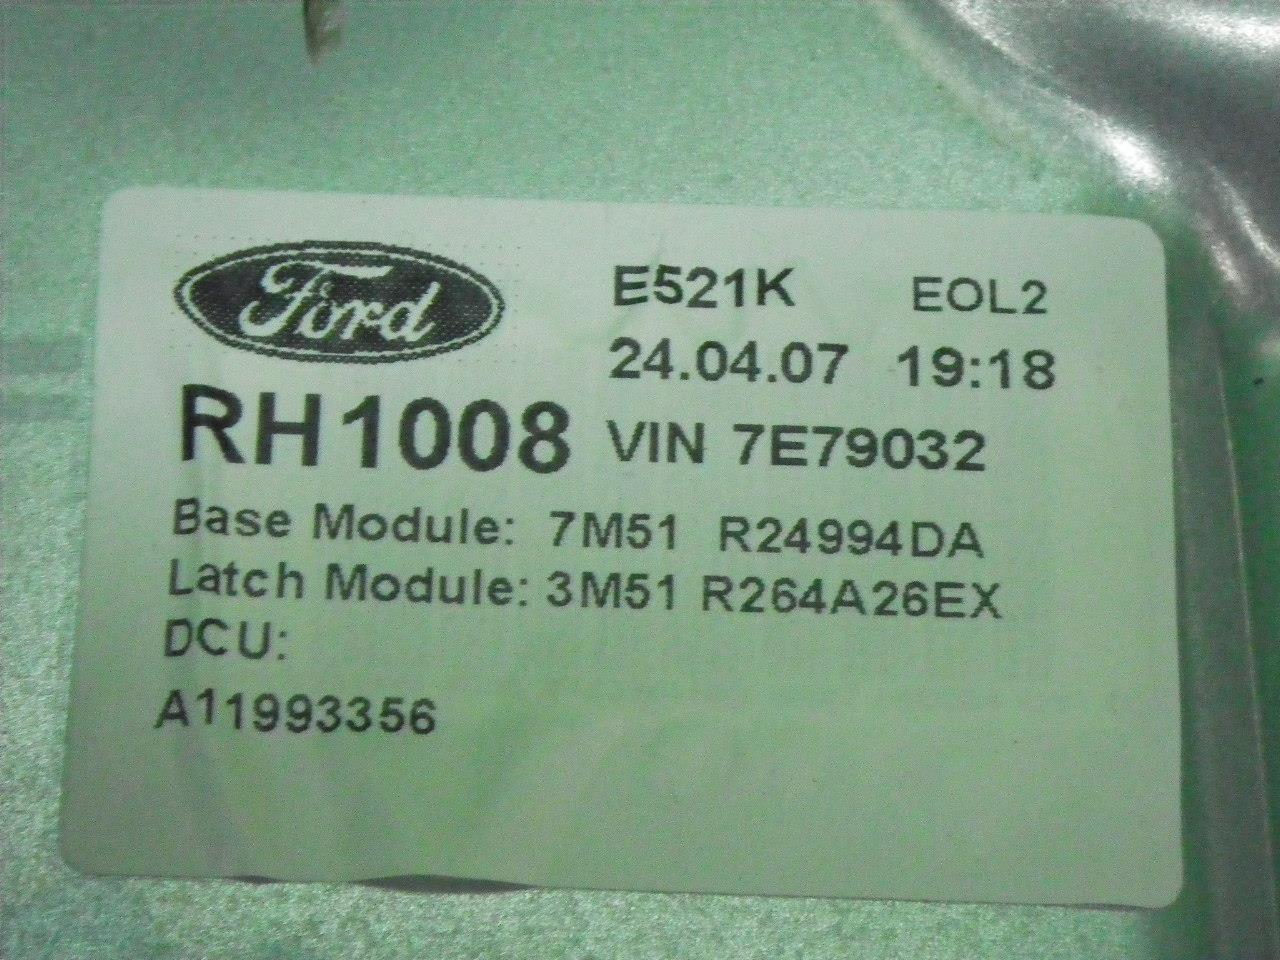 Ford E521K EOL2
24.04.07 19:18
RH1008 VIN 7E79032
Base Module: 7M51 R24994DA
Latch Module: 3M51 R264A26EX
DCU:
A11993356